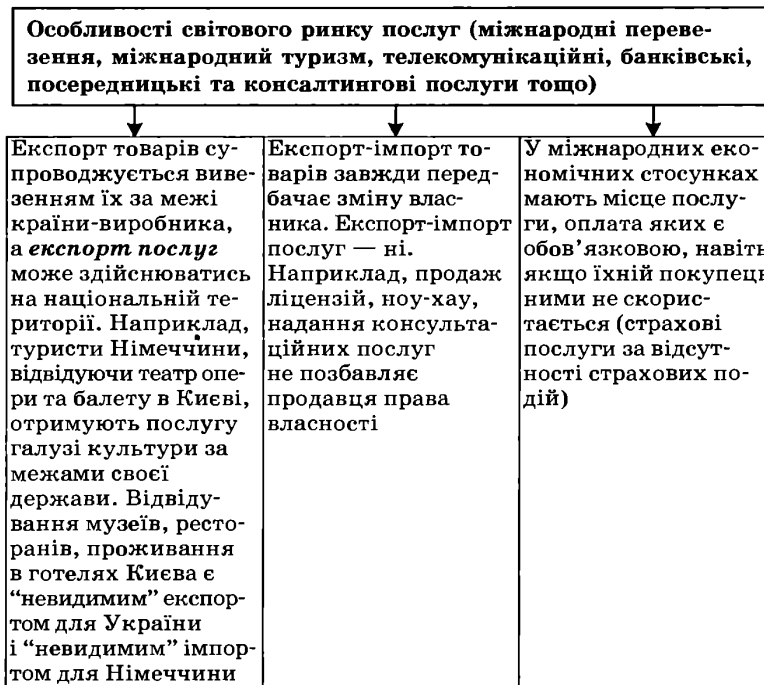 Особливості світового ринку послуг (міжнародні переве-
зення, міжнародний туризм, телекомунікаційні, банківські,
посередницькі та консалтингові послуги тощо)
Експорт товарів су-
проводжується виве-
зенням їх за межі
країни-виробника,
а експорт послуг
може здійснюватись
на національній те-
риторії. Наприклад,
туристи Німеччини,
відвідуючи театр опе-
ри та балету в Києві,
отримують послугу
галузі культури за
межами своєї
держави. Відвіду-
вання музеїв, ресто-
ранів, проживання
в готелях Києва є
“невидимим” експор-
том для України
і “невидимим” імпор-
том для Німеччини
Експорт-імпорт то-
варів завжди перед-
бачає зміну влас-
ника. Експорт-імпорт
послуг — ні.
Наприклад, продаж
ліцензій, ноу-хау,
надання консульта-
ційних послуг
не позбавляє
продавця права
власності
У міжнародних еко-
номічних стосунках
мають місце послу-
ги, оплата яких є
обов’язковою, навіть
якщо їхній покупець
ними не скорис-
тається (страхові
послуги за відсут-
ності страхових по-
дій)